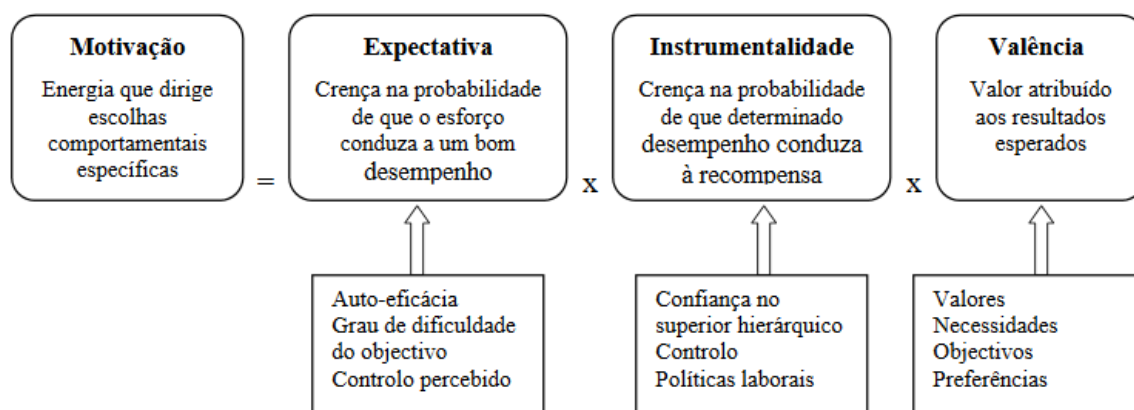 Motivação
Energia que dirige
escolhas
comportamentais
específicas
=
Expectativa
Crença na probabilidade
de que o esforço
conduza a um bom
desempenho
x
Instrumentalidade
Crença na probabilidade
de que determinado
desempenho conduza
à recompensa
x
Valência
Valor atribuído
aos resultados
esperados
Auto-eficácia
Grau de dificuldade
do objectivo
Controlo percebido
Confiança no
superior hierárquico
Controlo
Políticas laborais
Valores
Necessidades
Objectivos
Preferências